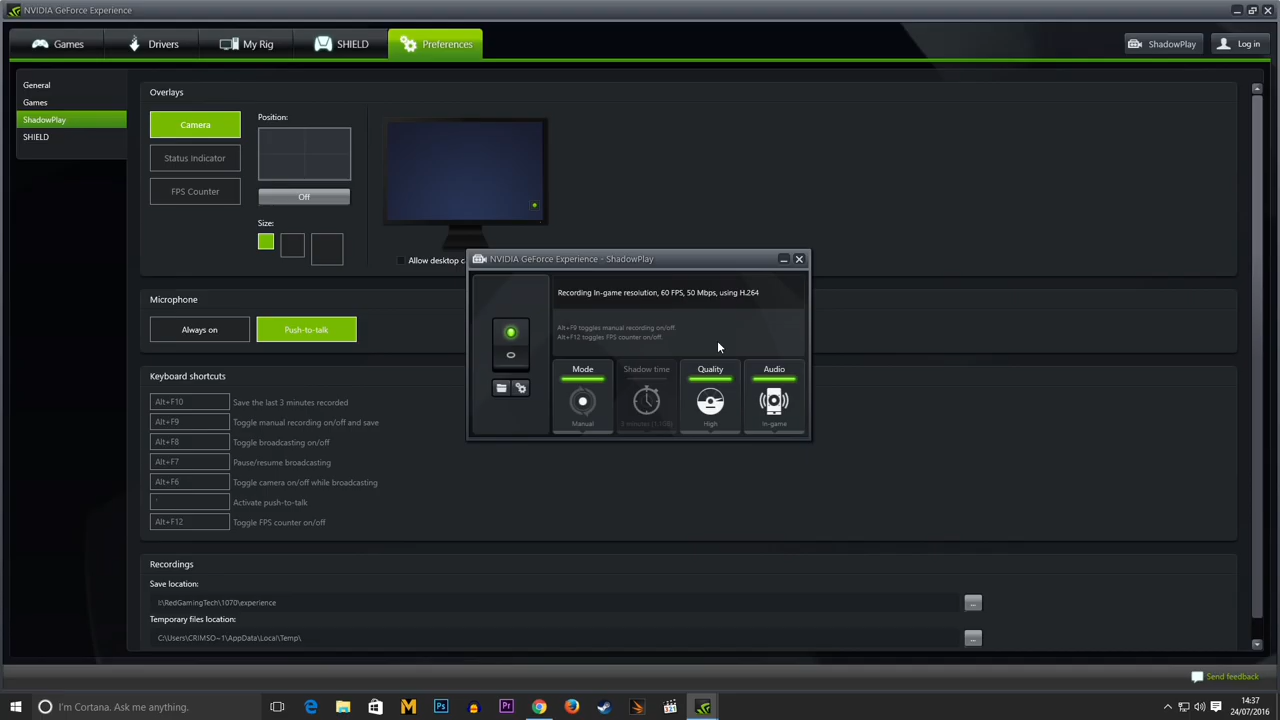 NVIDIA GeForce Experience
Games
Drivers
My Rig
SHIELD
Preferences
ShadowPlay
Log in
General
Games
ShadowPlay
SHIELD
Overlays
Camera
Status Indicator
FPS Counter
Position:
Off
Size:
Allow desktop c
Microphone
Always on
Push-to-talk
Keyboard shortcuts
Alt+F10 Save the last 3 minutes recorded
Alt+F9 Toggle manual recording on/off and save
Alt+F8 Toggle broadcasting on/off
Alt+F7 Pause/resume broadcasting
Alt+F6 Toggle camera on/off while broadcasting
' Activate push-to-talk
Alt+F12 Toggle FPS counter on/off
Recordings
Save location:
I:\RedGamingTech\1070\experience
...
Temporary files location:
C:\Users\CRIMSO~1\AppData\Local\Temp\
...
NVIDIA GeForce Experience - ShadowPlay
Recording In-game resolution, 60 FPS, 50 Mbps, using H.264
Alt+F9 toggles manual recording on/off.
Alt+F12 toggles FPS counter on/off.
Mode
Manual
Shadow time
3 minutes
Quality
High
Audio
In-game
Send feedback
I'm Cortana. Ask me anything.
14:37
24/07/2016